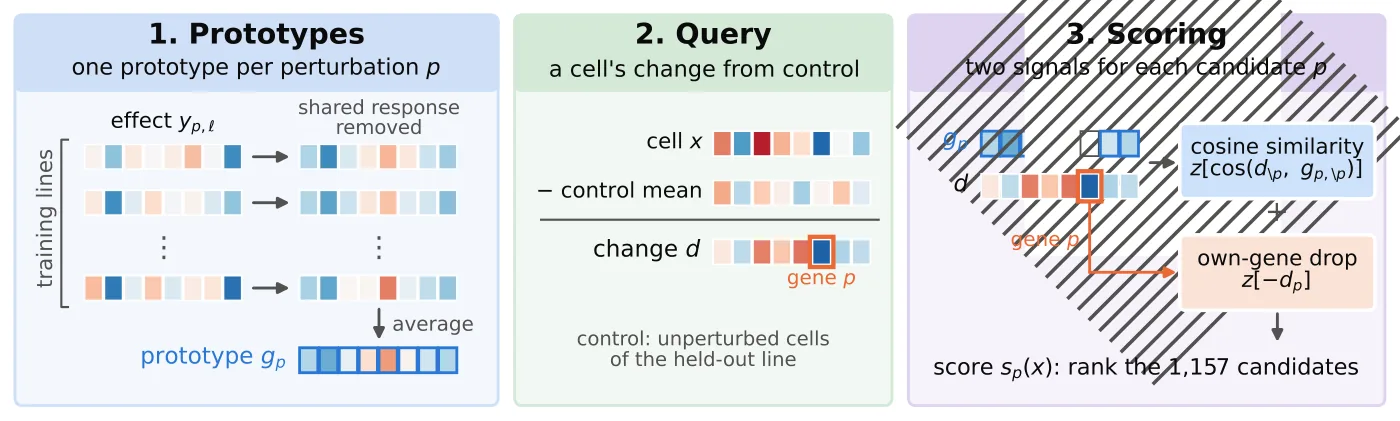 1. Prototypes
one prototype per perturbation p
effect y_{p,ℓ}
shared response
removed
training lines
⋮
⋮
average
prototype g_p
2. Query
a cell's change from control
cell x
− control mean
change d
gene p
control: unperturbed cells
of the held-out line
3. Scoring
two signals for each candidate p
g_p
d
gene p
cosine similarity
z[cos(d_{\p}, g_{p,\p})]
+
own-gene drop
z[−d_p]
score s_p(x): rank the 1,157 candidates